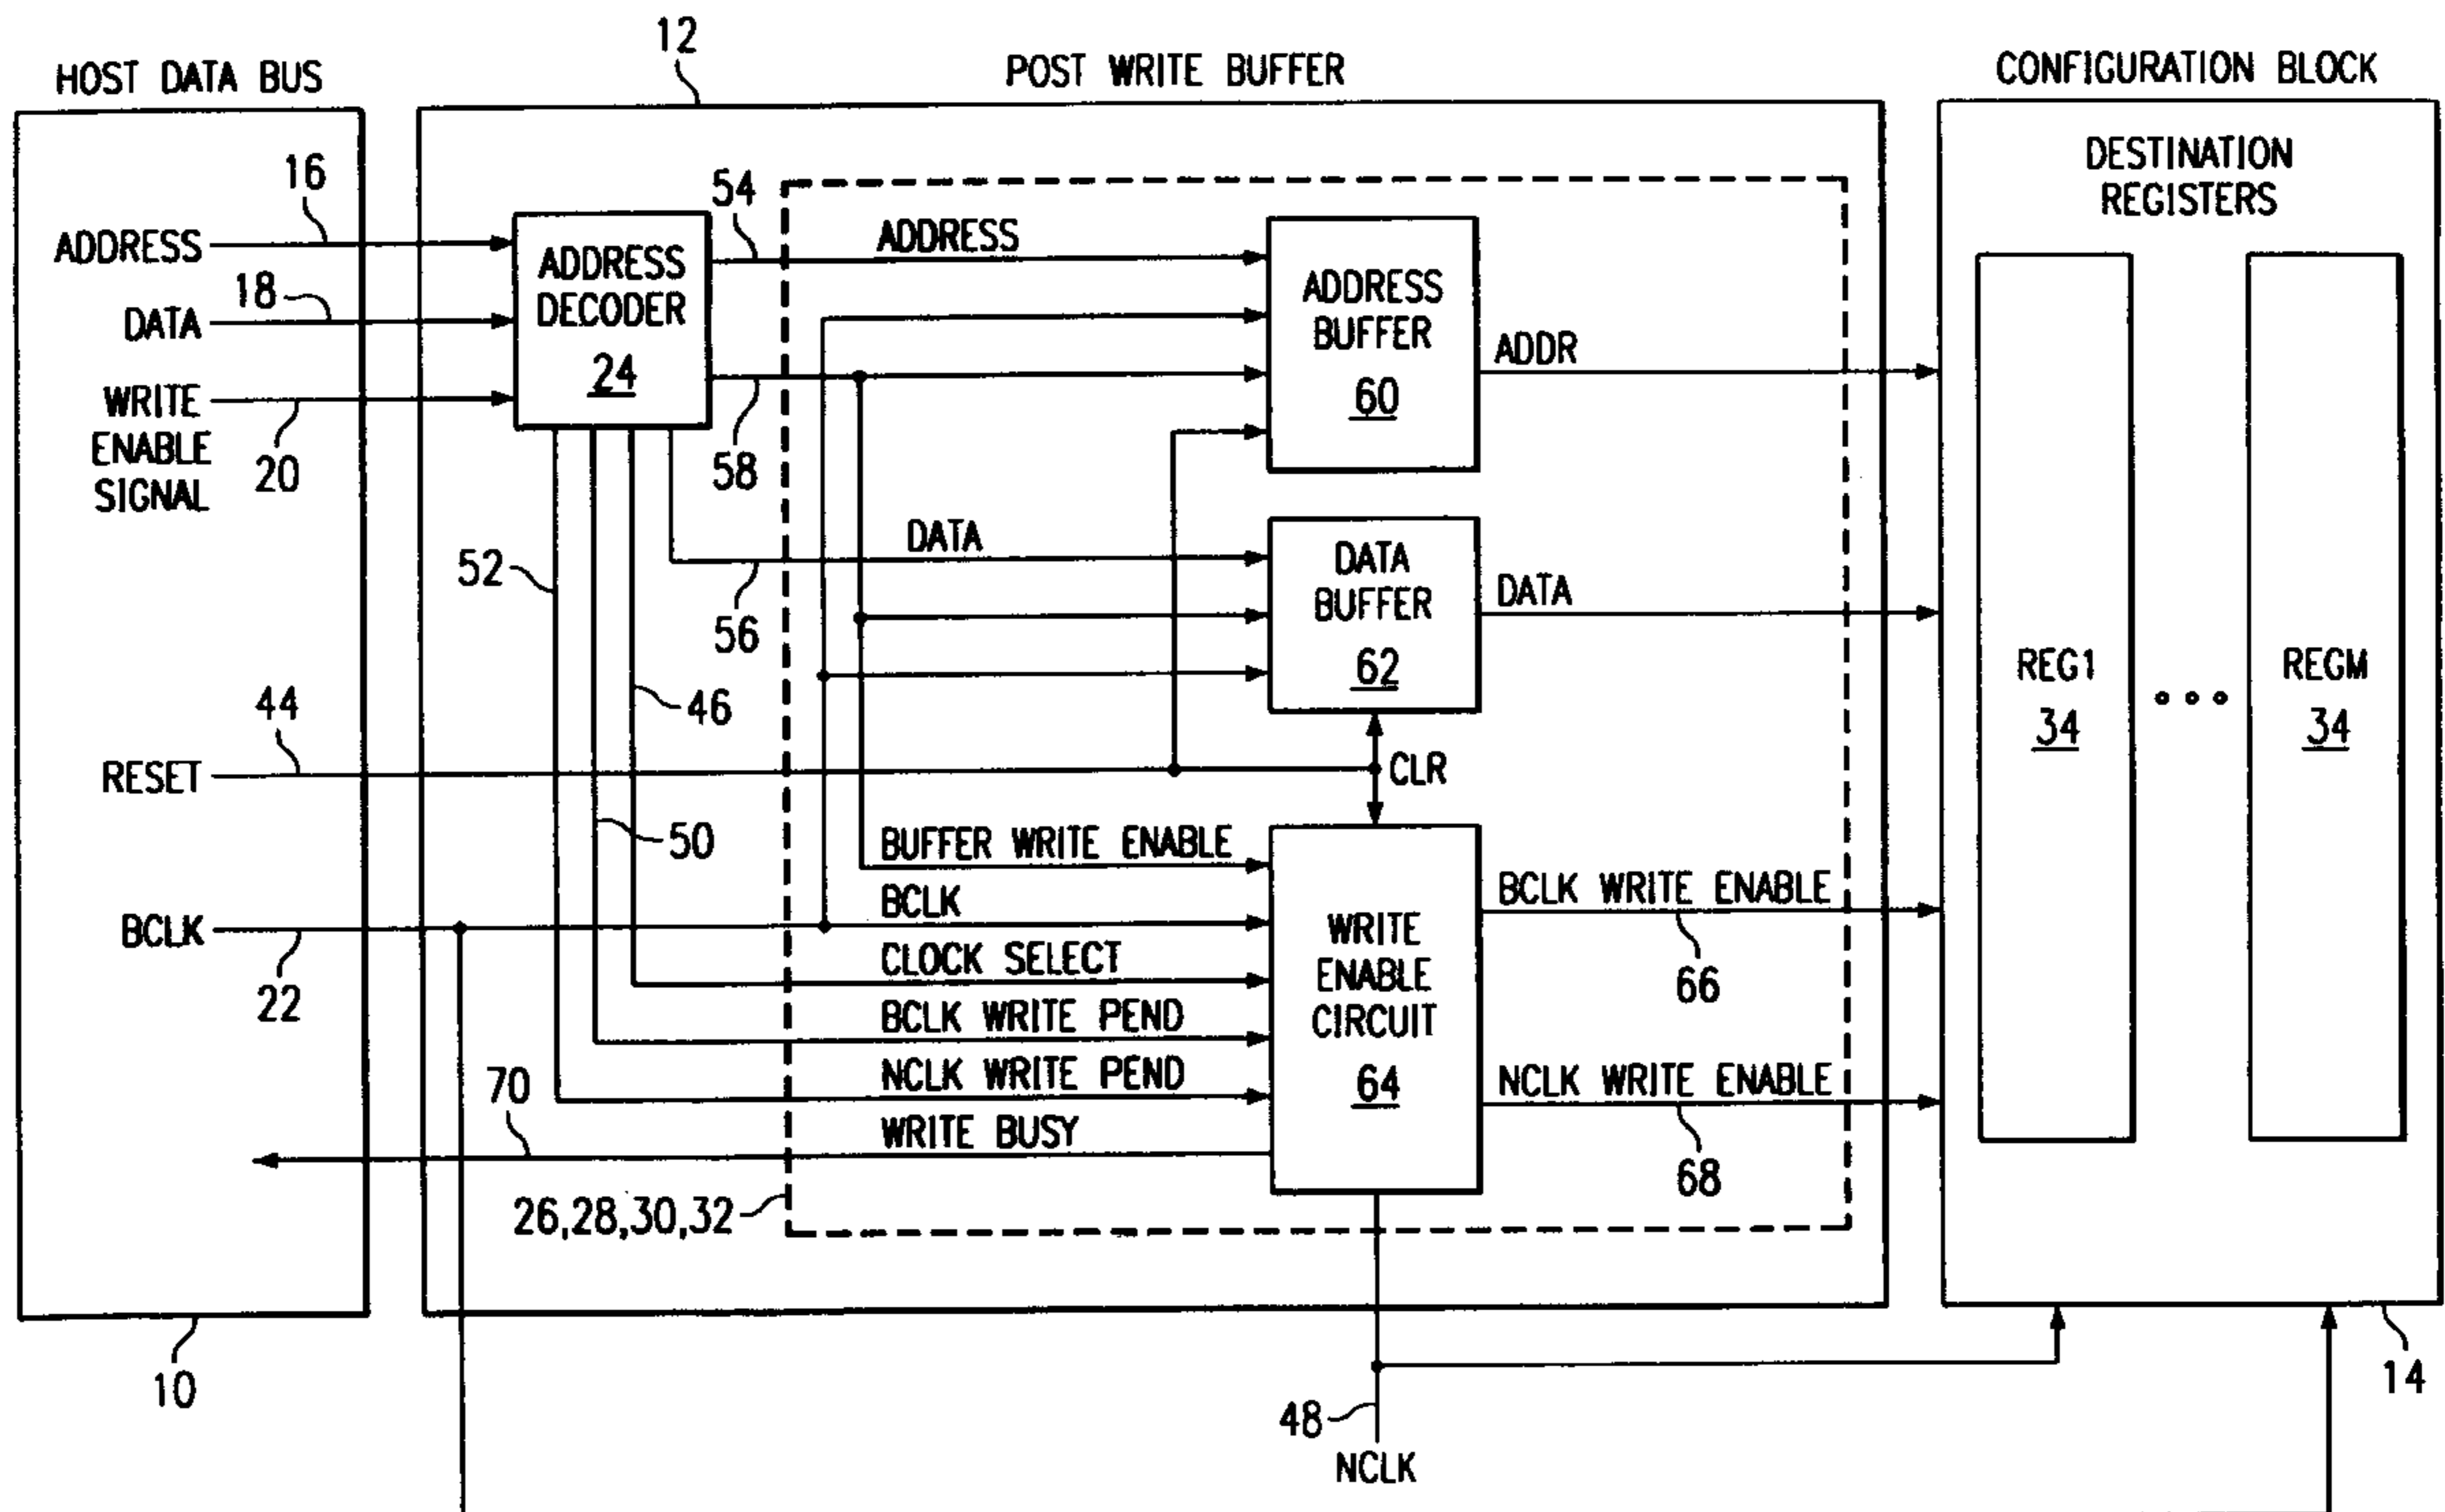 12
HOST DATA BUS
POST WRITE BUFFER
CONFIGURATION BLOCK
16
ADDRESS
18
DATA
WRITE
ENABLE
SIGNAL
20
ADDRESS
DECODER
24
54
ADDRESS
58
ADDRESS
BUFFER
60
ADDR
DESTINATION
REGISTERS
52
DATA
56
DATA
BUFFER
62
DATA
REG1
34
REGM
34
46
44
RESET
CLR
50
BUFFER WRITE ENABLE
BCLK
22
BCLK
CLOCK SELECT
BCLK WRITE PEND
NCLK WRITE PEND
70
WRITE BUSY
WRITE
ENABLE
CIRCUIT
64
BCLK WRITE ENABLE
66
NCLK WRITE ENABLE
68
26,28,30,32
10
14
48
NCLK